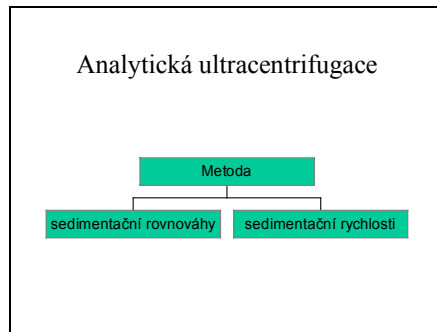 Analytická ultracentrifugace
Metoda
sedimentační rovnováhy
sedimentační rychlosti